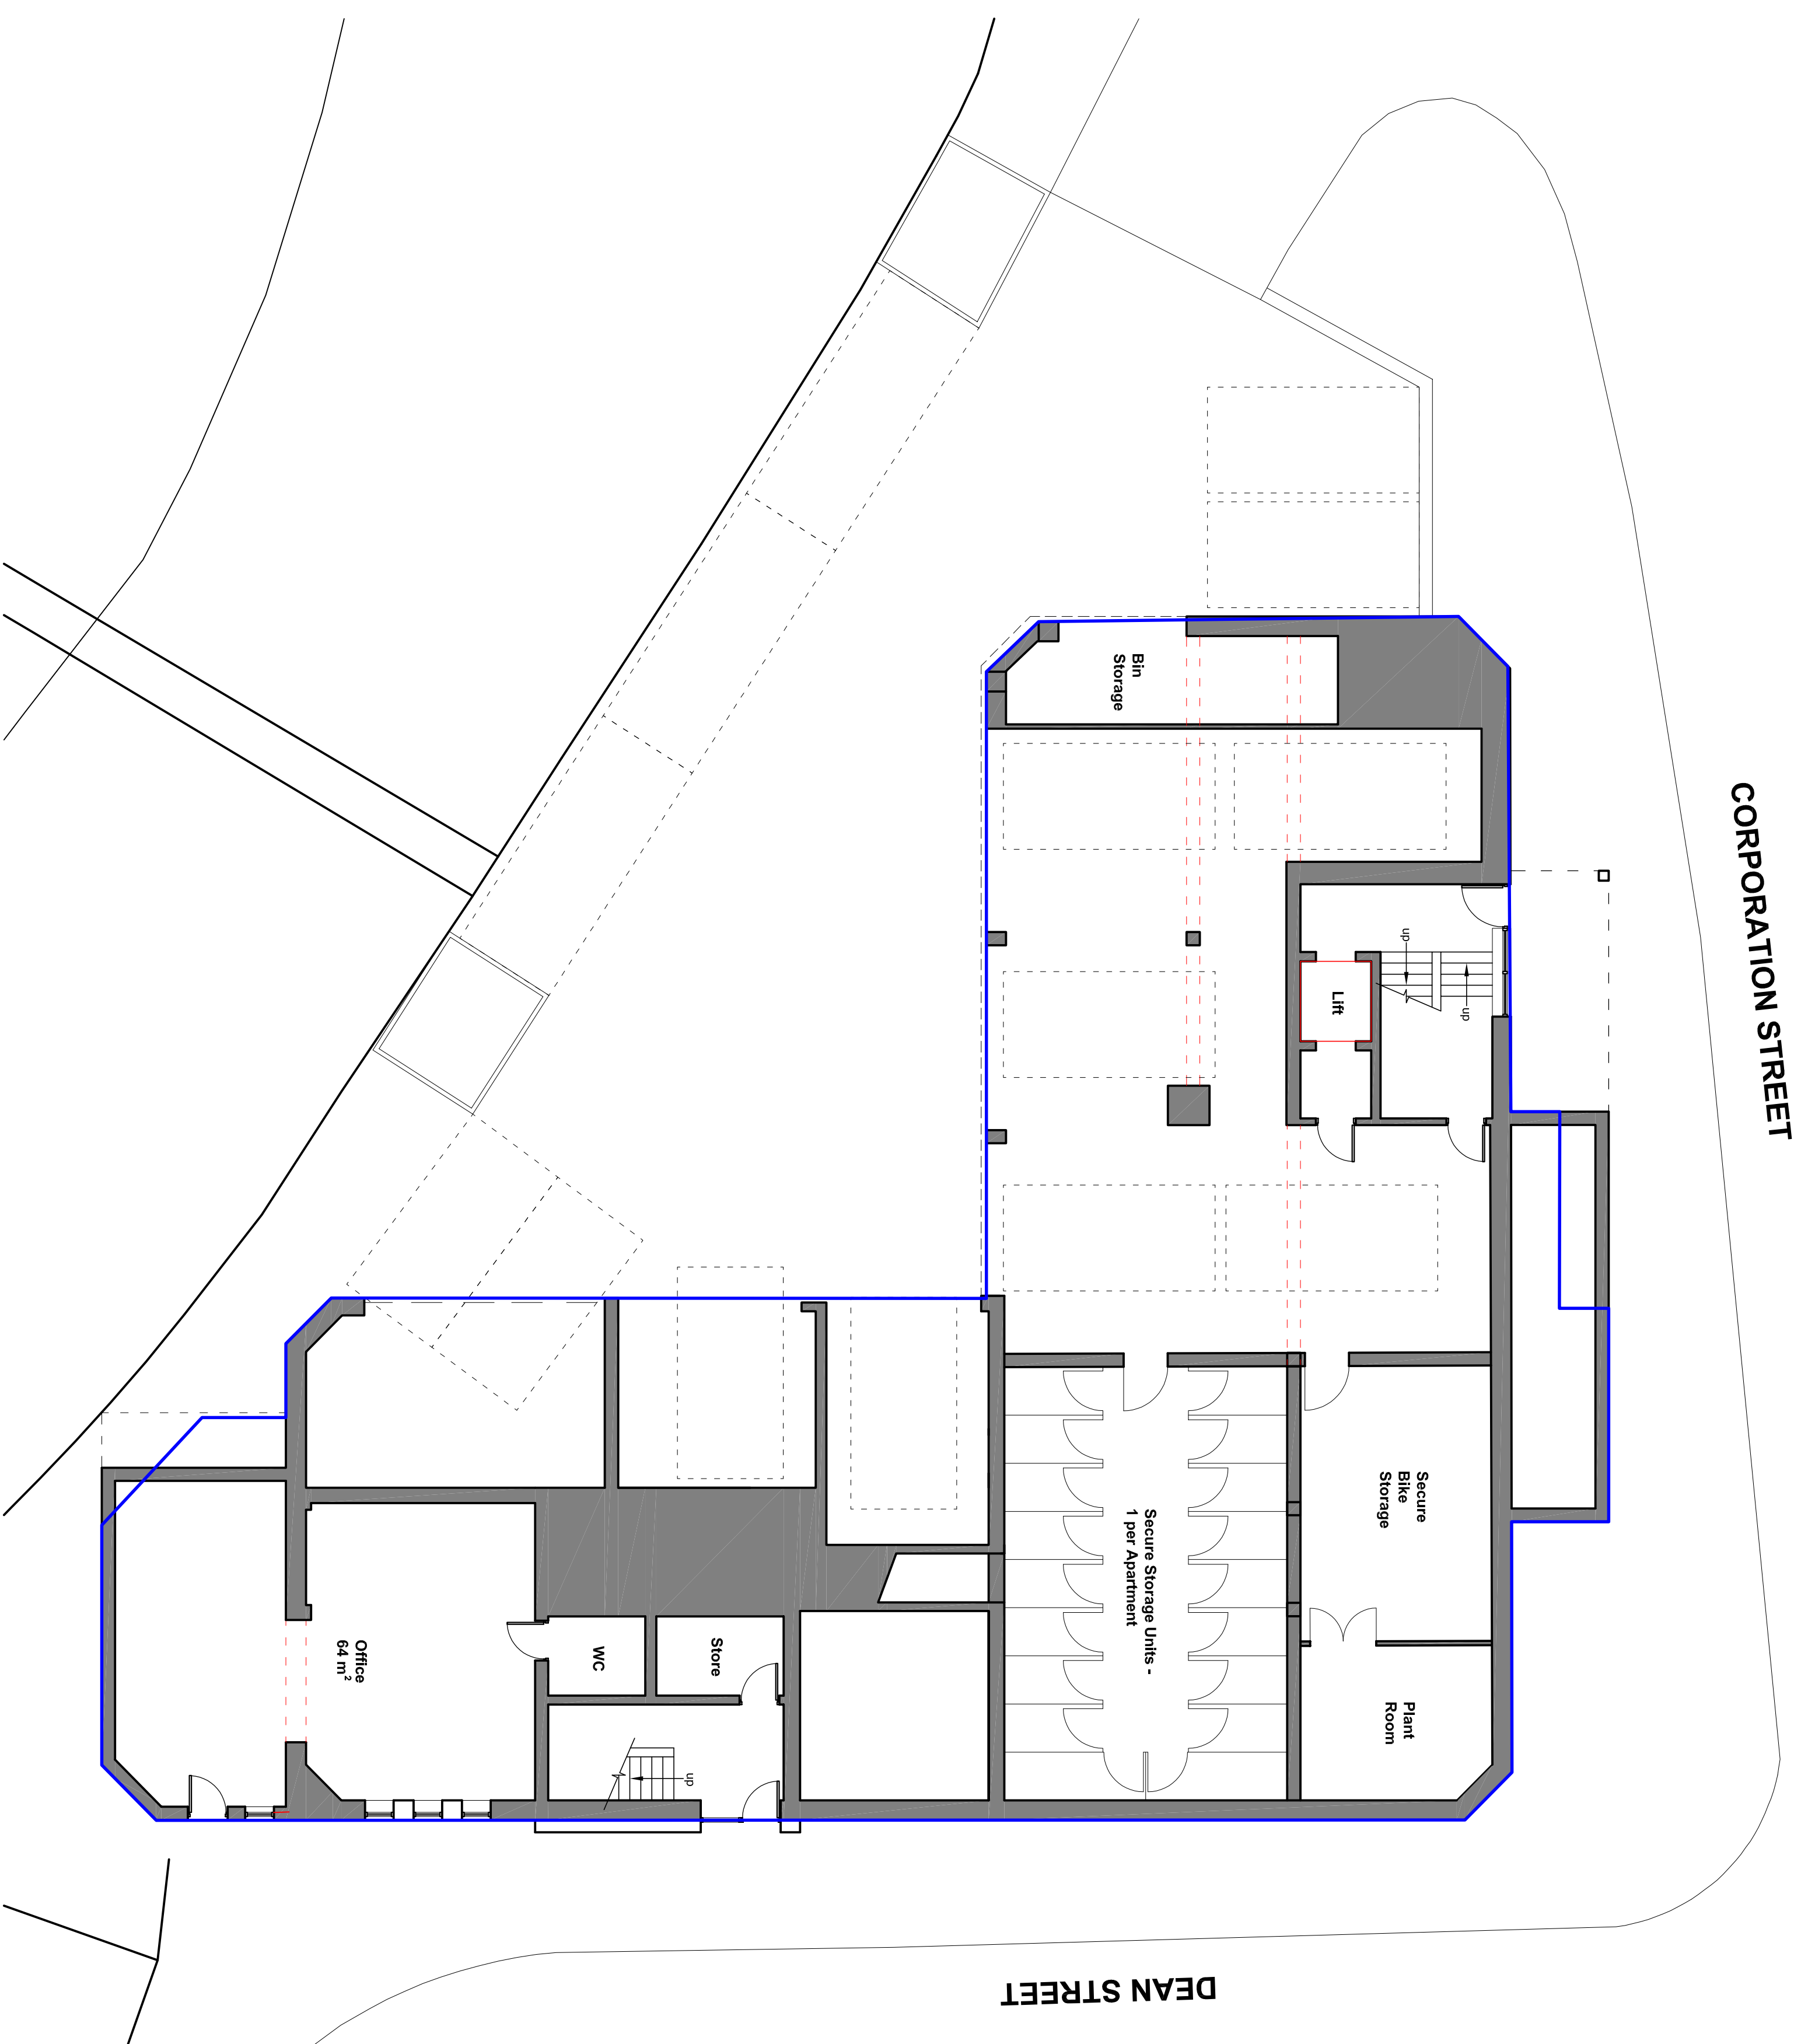 CORPORATION STREET
Bin
Storage
up
up
Lift
Secure
Bike
Storage
Secure Storage Units -
1 per Apartment
Plant
Room
Office
64 m²
WC
Store
up
DEAN STREET